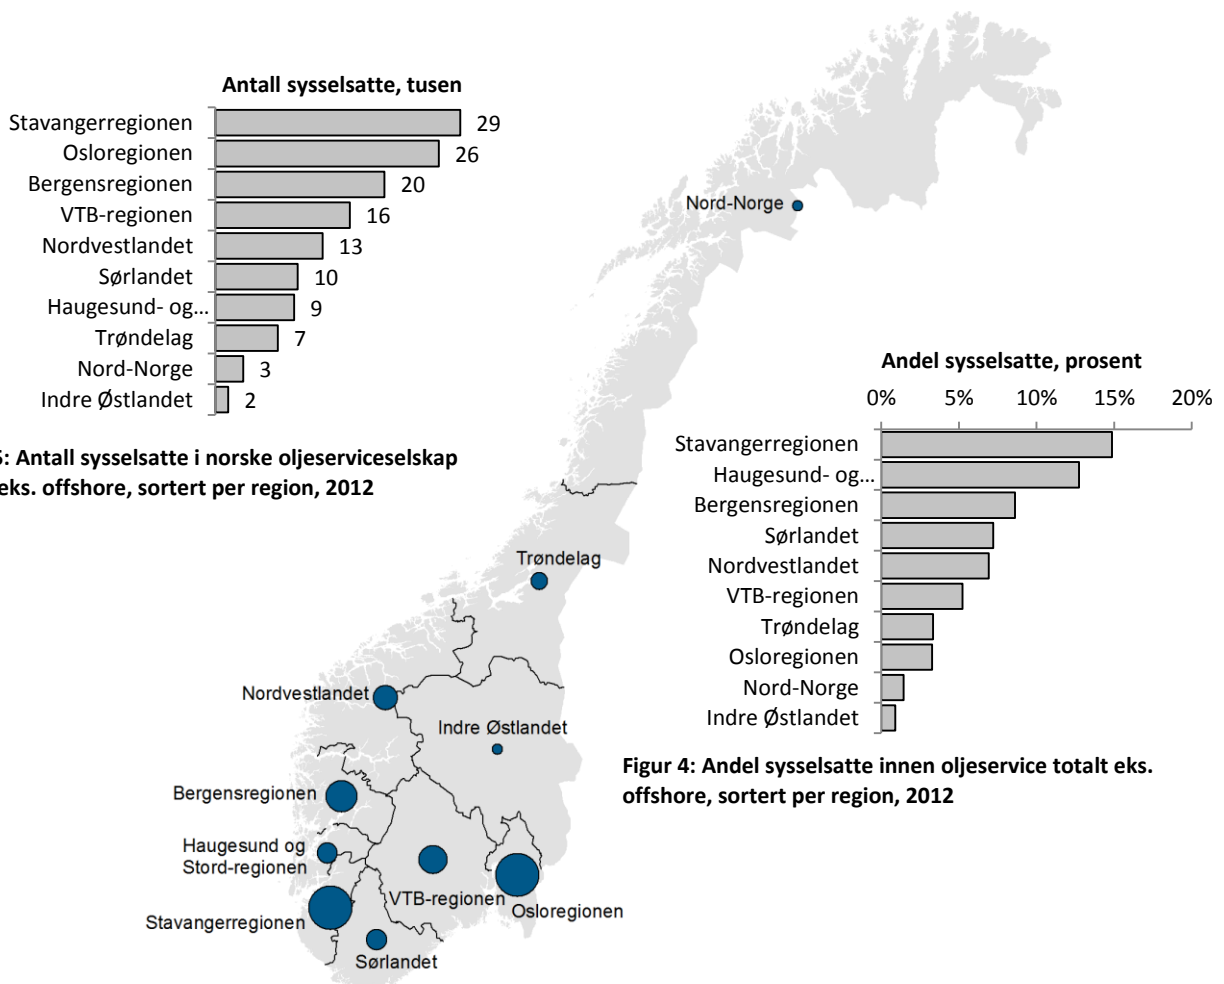 Antall sysselsatte, tusen
Stavangerregionen 29
Osloregionen 26
Bergensregionen 20
VTB-regionen 16
Nordvestlandet 13
Sørlandet 10
Haugesund- og... 9
Trøndelag 7
Nord-Norge 3
Indre Østlandet 2
5: Antall sysselsatte i norske oljeserviceselskap
eks. offshore, sortert per region, 2012
Nord-Norge
Trøndelag
Nordvestlandet
Indre Østlandet
Bergensregionen
Haugesund og
Stord-regionen
VTB-regionen
Osloregionen
Stavangerregionen
Sørlandet
Andel sysselsatte, prosent
0% 5% 10% 15% 20%
Stavangerregionen
Haugesund- og...
Bergensregionen
Sørlandet
Nordvestlandet
VTB-regionen
Trøndelag
Osloregionen
Nord-Norge
Indre Østlandet
Figur 4: Andel sysselsatte innen oljeservice totalt eks.
offshore, sortert per region, 2012